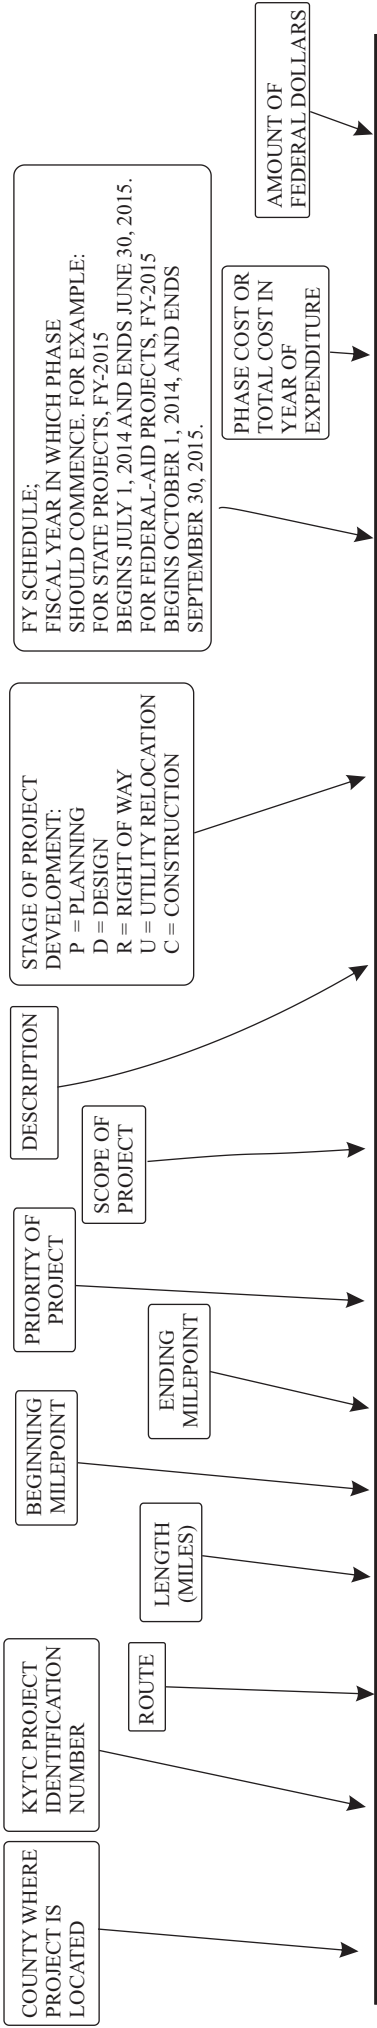 COUNTY WHERE
PROJECT IS
LOCATED
KYTC PROJECT
IDENTIFICATION
NUMBER
ROUTE
LENGTH
(MILES)
BEGINNING
MILEPOINT
ENDING
MILEPOINT
PRIORITY OF
PROJECT
SCOPE OF
PROJECT
DESCRIPTION
STAGE OF PROJECT
DEVELOPMENT:
P = PLANNING
D = DESIGN
R = RIGHT OF WAY
U = UTILITY RELOCATION
C = CONSTRUCTION
FY SCHEDULE;
FISCAL YEAR IN WHICH PHASE
SHOULD COMMENCE. FOR EXAMPLE:
FOR STATE PROJECTS, FY-2015
BEGINS JULY 1, 2014 AND ENDS JUNE 30, 2015.
FOR FEDERAL-AID PROJECTS, FY-2015
BEGINS OCTOBER 1, 2014, AND ENDS
SEPTEMBER 30, 2015.
PHASE COST OR
TOTAL COST IN
YEAR OF
EXPENDITURE
AMOUNT OF
FEDERAL DOLLARS